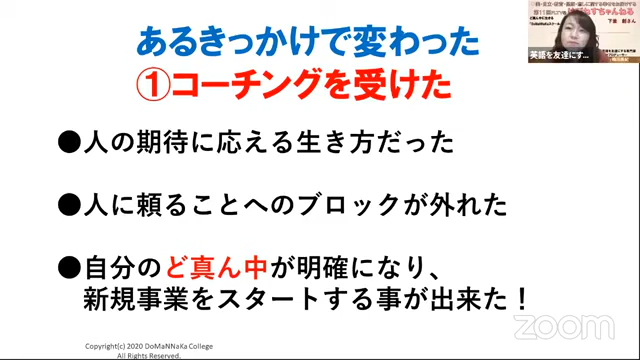 あるきっかけで変わった
①コーチングを受けた
●人の期待に応える生き方だった
●人に頼ることへのブロックが外れた
●自分のど真ん中が明確になり、
新規事業をスタートする事が出来た！
Copyright(c) 2020 DoMaNNaKa College
All Rights Reserved.
英語を友達にす...
zoom